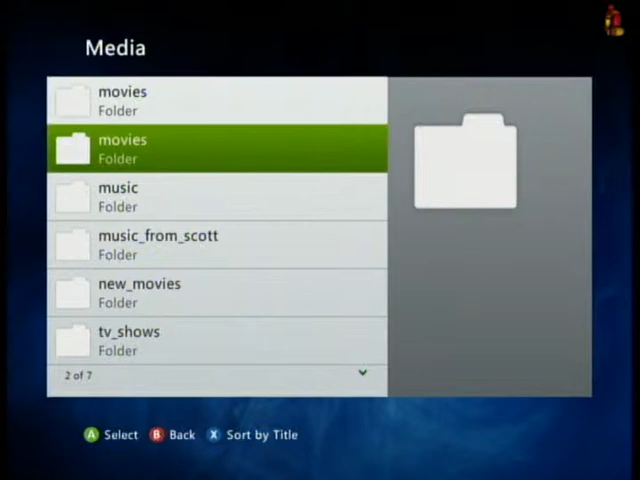 Media
movies
Folder
movies
Folder
music
Folder
music_from_scott
Folder
new_movies
Folder
tv_shows
Folder
2 of 7
A Select B Back X Sort by Title